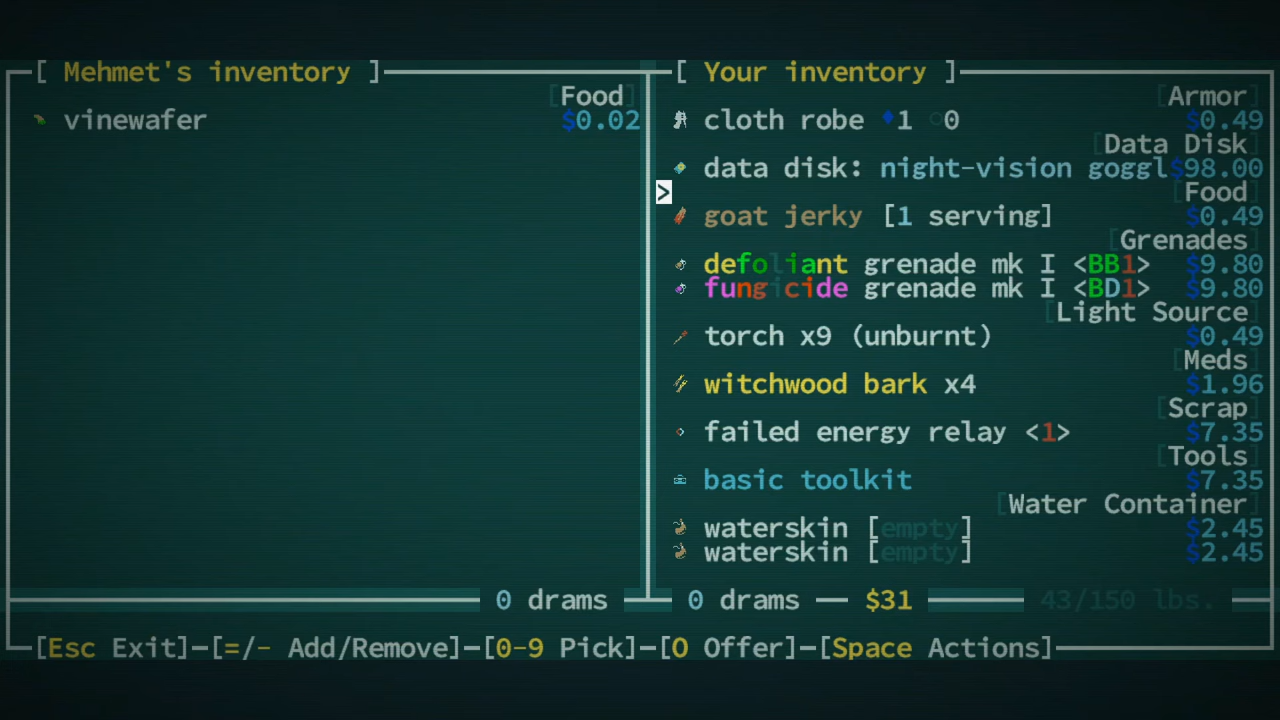 [ Mehmet's inventory ]
[Food]
vinewafer $0.02
0 drams
[ Your inventory ]
[Armor]
cloth robe ♦1 ○0 $0.49
[Data Disk]
data disk: night-vision goggl$98.00
>
[Food]
goat jerky [1 serving] $0.49
[Grenades]
defoliant grenade mk I <BB1> $9.80
fungicide grenade mk I <BD1> $9.80
[Light Source]
torch x9 (unburnt) $0.49
[Meds]
witchwood bark x4 $1.96
[Scrap]
failed energy relay <1> $7.35
[Tools]
basic toolkit $7.35
[Water Container]
waterskin [empty] $2.45
waterskin [empty] $2.45
0 drams — $31 43/150 lbs.
[Esc Exit]-[=/- Add/Remove]-[0-9 Pick]-[O Offer]-[Space Actions]